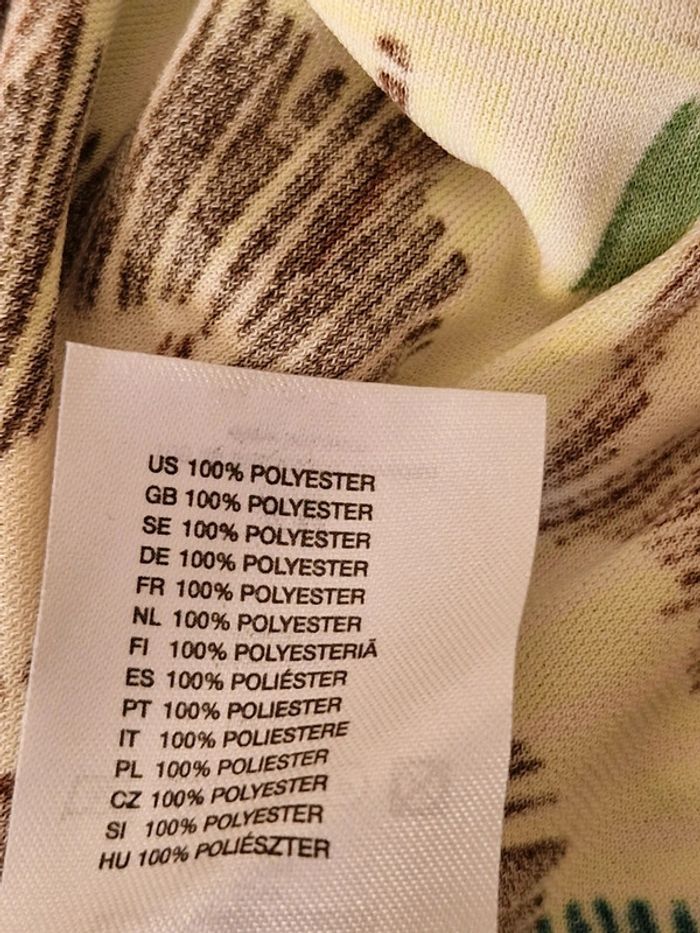 US 100% POLYESTER
GB 100% POLYESTER
SE 100% POLYESTER
DE 100% POLYESTER
FR 100% POLYESTER
NL 100% POLYESTER
FI 100% POLYESTERIÄ
ES 100% POLIÉSTER
PT 100% POLIESTER
IT 100% POLIESTERE
PL 100% POLIESTER
CZ 100% POLYESTER
SI 100% POLYESTER
HU 100% POLIÉSZTER